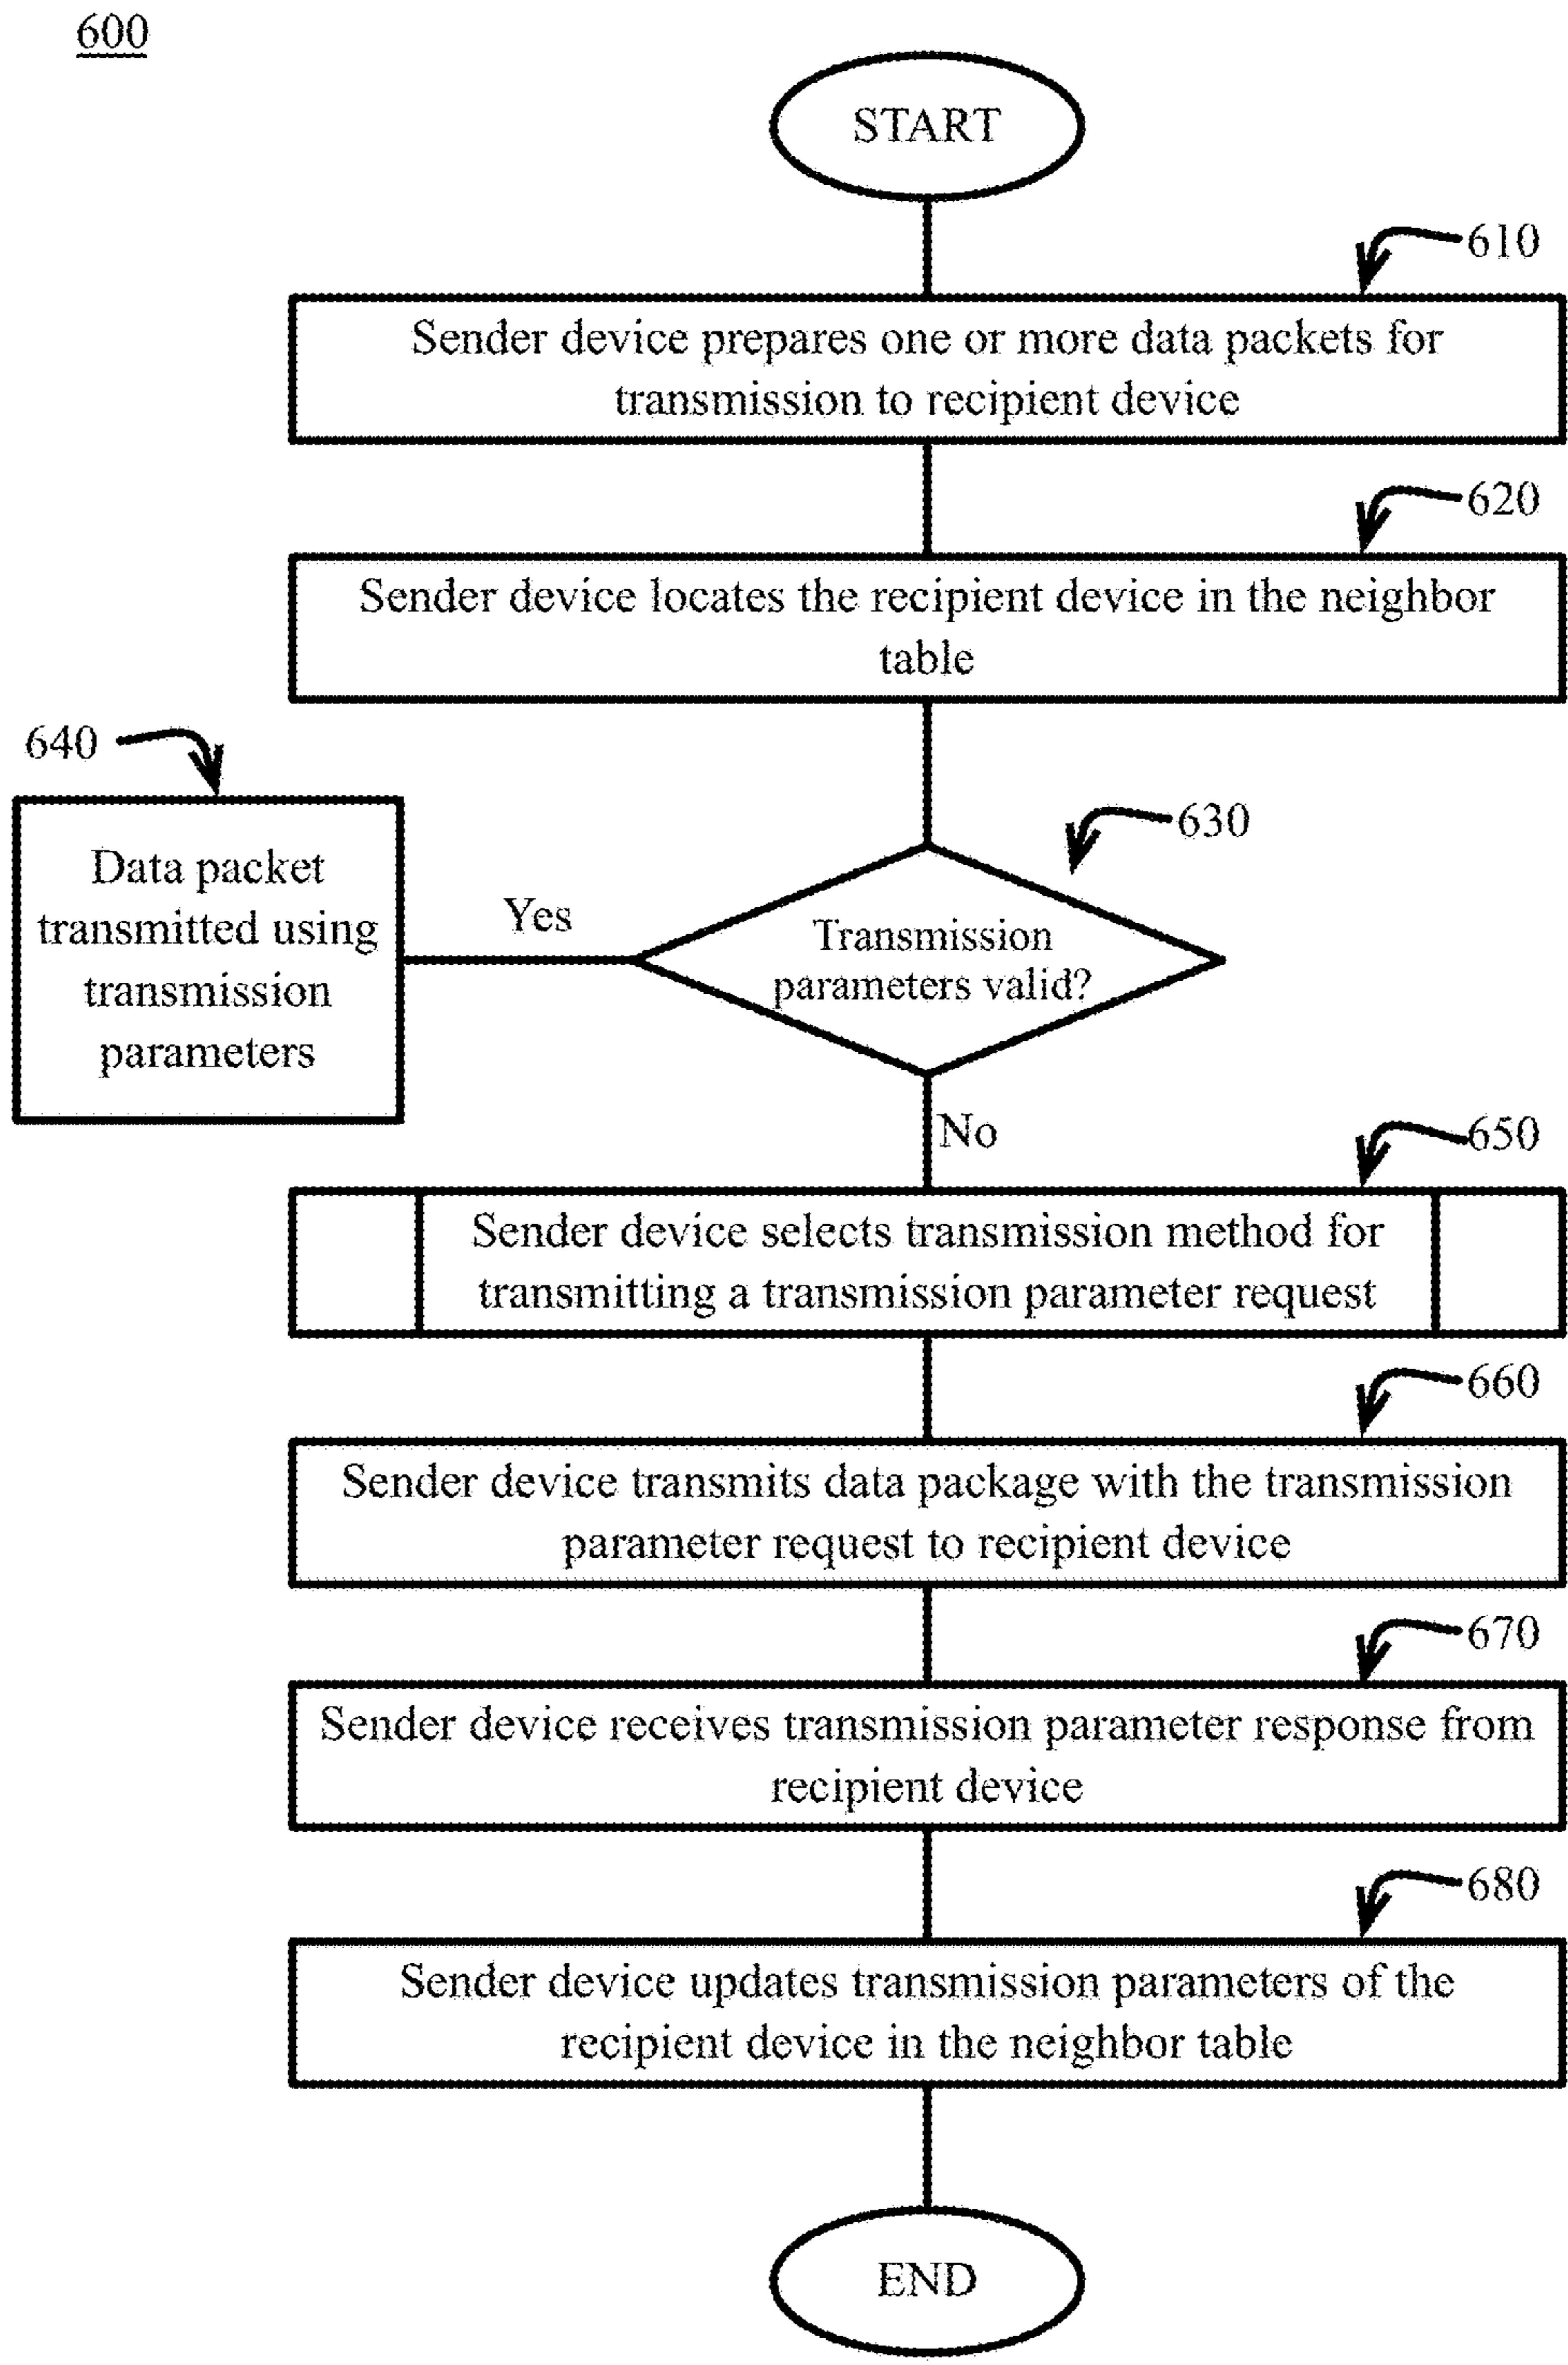 600
START
610
Sender device prepares one or more data packets for
transmission to recipient device
620
Sender device locates the recipient device in the neighbor
table
640
630
Data packet
transmitted using
transmission
parameters
Yes
Transmission
parameters valid?
No
650
Sender device selects transmission method for
transmitting a transmission parameter request
660
Sender device transmits data package with the transmission
parameter request to recipient device
670
Sender device receives transmission parameter response from
recipient device
680
Sender device updates transmission parameters of the
recipient device in the neighbor table
END